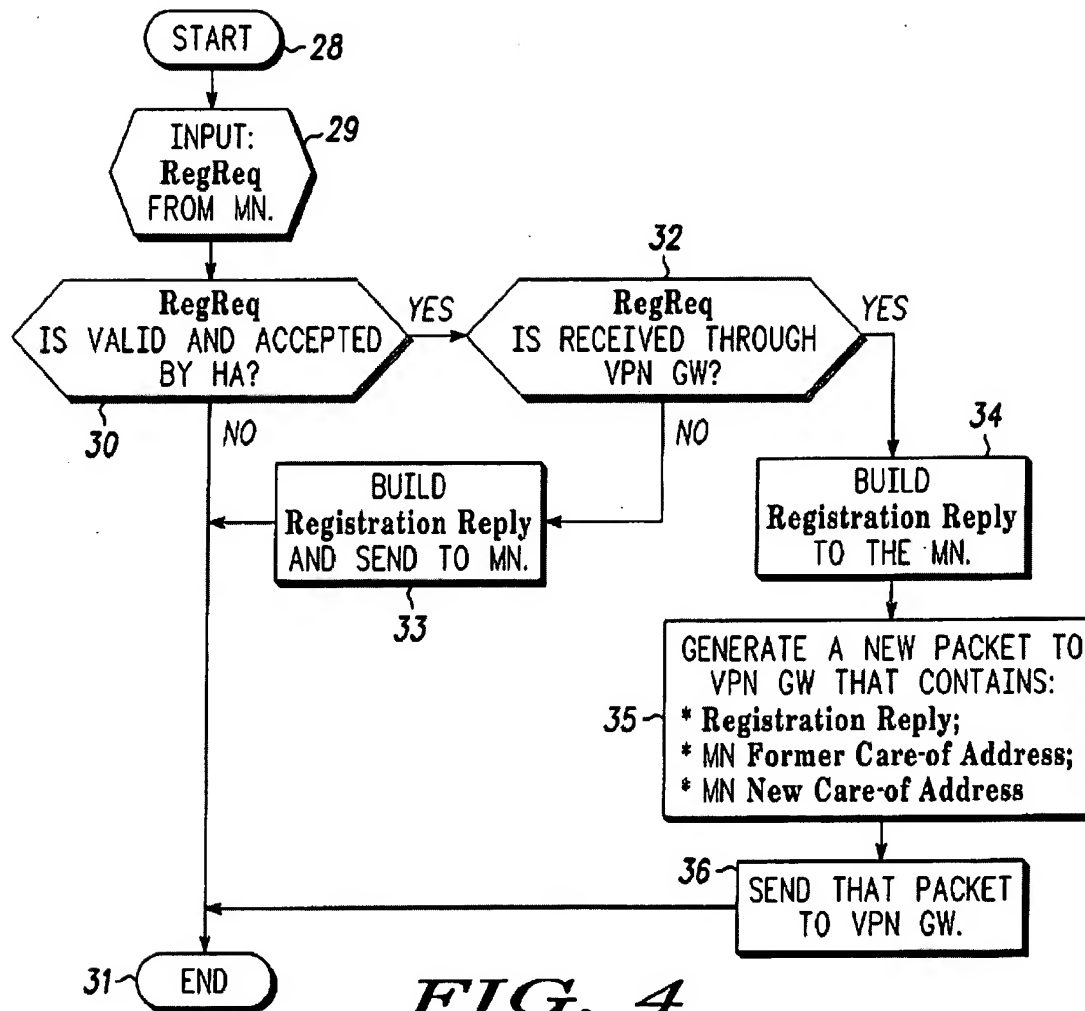 START
28
INPUT:
RegReq
FROM MN.
29
RegReq
IS VALID AND ACCEPTED
BY HA?
30
YES
NO
32
RegReq
IS RECEIVED THROUGH
VPN GW?
YES
NO
BUILD
Registration Reply
AND SEND TO MN.
33
34
BUILD
Registration Reply
TO THE MN.
GENERATE A NEW PACKET TO
VPN GW THAT CONTAINS:
* Registration Reply;
* MN Former Care-of Address;
* MN New Care-of Address
35
36
SEND THAT PACKET
TO VPN GW.
31
END
FIG. 4